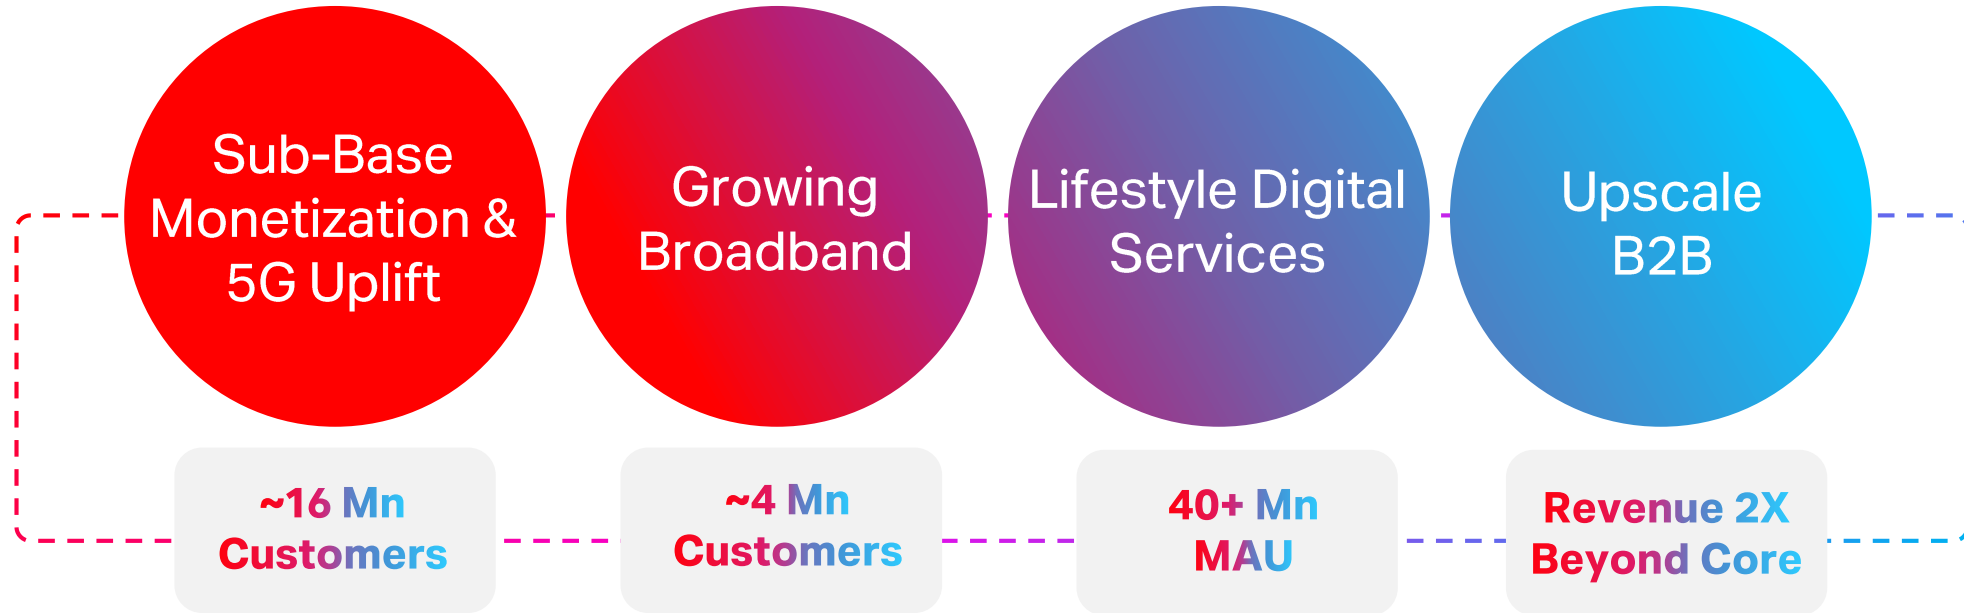 Sub-Base
Monetization &
5G Uplift
Growing
Broadband
Lifestyle Digital
Services
Upscale
B2B
~16 Mn
Customers
~4 Mn
Customers
40+ Mn
MAU
Revenue 2X
Beyond Core